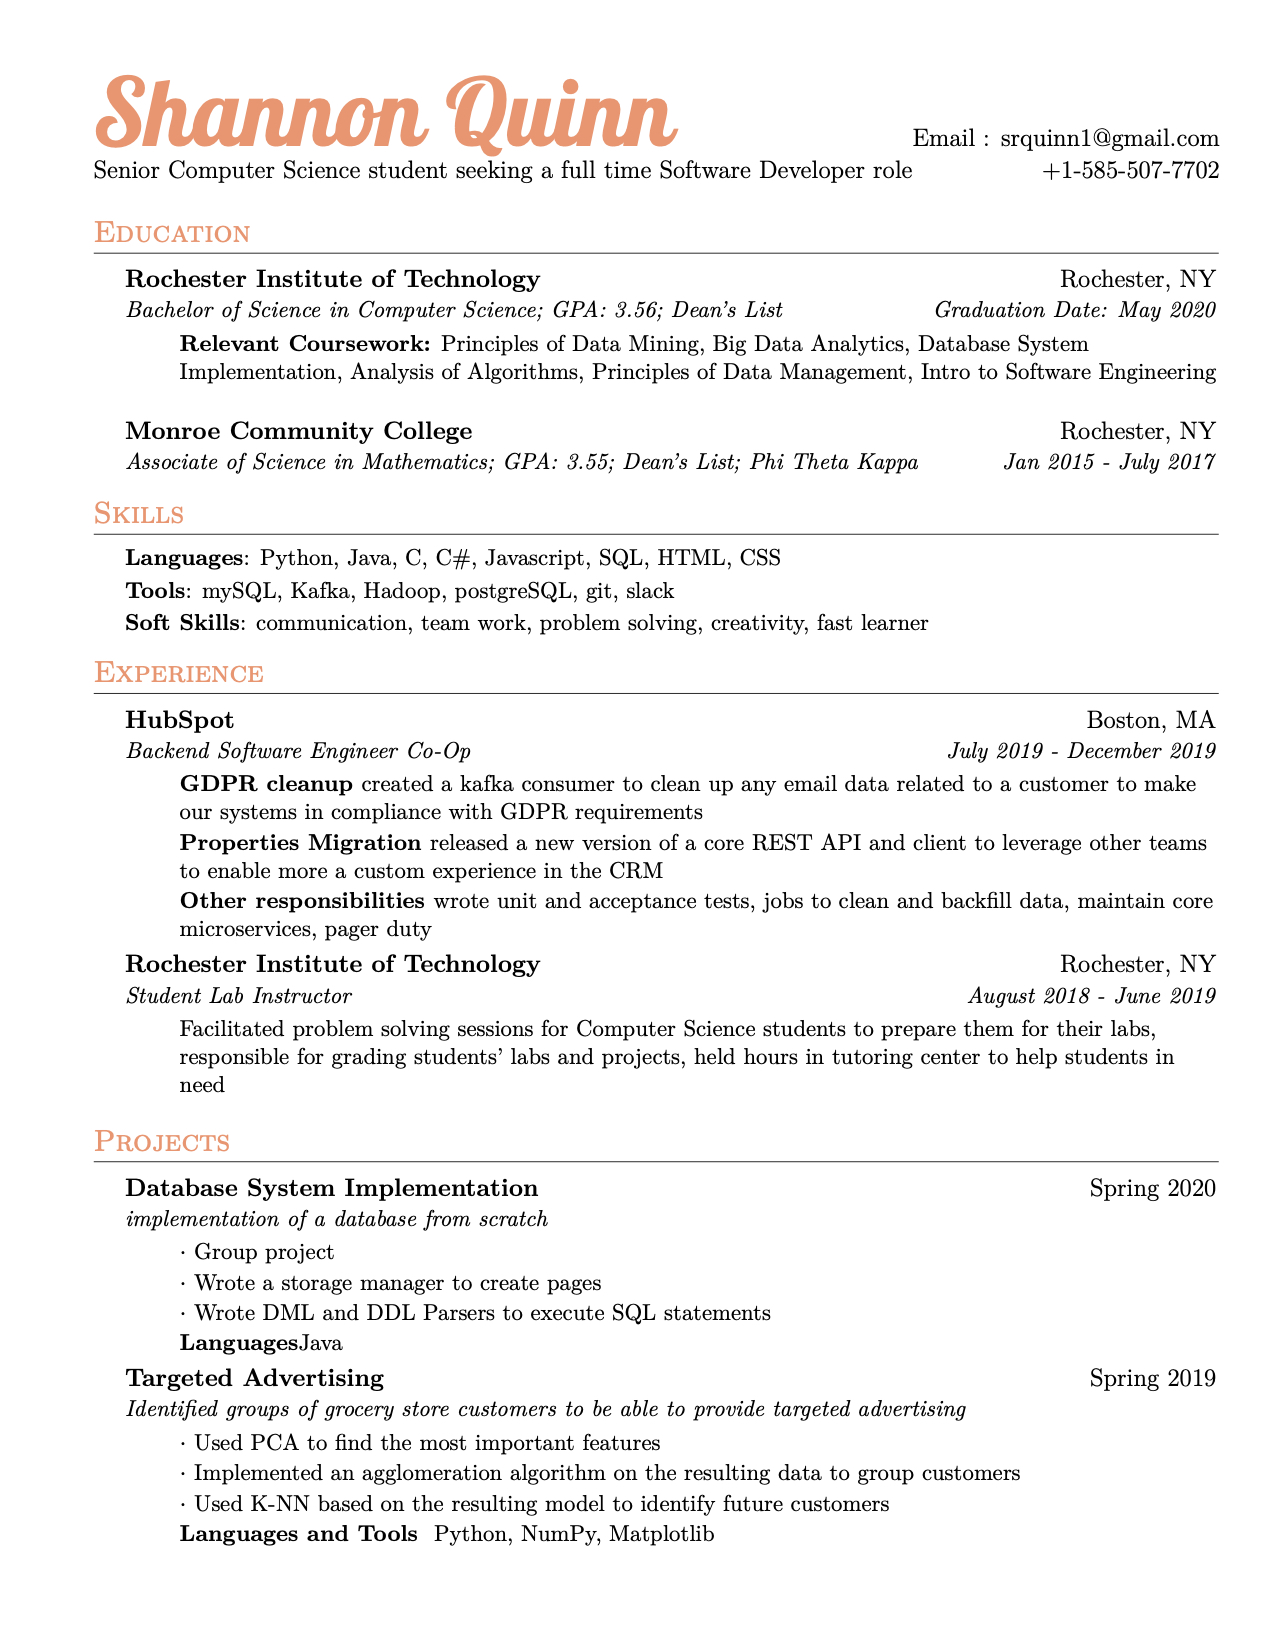 Shannon Quinn
Email : srquinn1@gmail.com
Senior Computer Science student seeking a full time Software Developer role +1-585-507-7702
Education
Rochester Institute of Technology Rochester, NY
Bachelor of Science in Computer Science; GPA: 3.56; Dean's List Graduation Date: May 2020
Relevant Coursework: Principles of Data Mining, Big Data Analytics, Database System
Implementation, Analysis of Algorithms, Principles of Data Management, Intro to Software Engineering
Monroe Community College Rochester, NY
Associate of Science in Mathematics; GPA: 3.55; Dean's List; Phi Theta Kappa Jan 2015 - July 2017
Skills
Languages: Python, Java, C, C#, Javascript, SQL, HTML, CSS
Tools: mySQL, Kafka, Hadoop, postgreSQL, git, slack
Soft Skills: communication, team work, problem solving, creativity, fast learner
Experience
HubSpot Boston, MA
Backend Software Engineer Co-Op July 2019 - December 2019
GDPR cleanup created a kafka consumer to clean up any email data related to a customer to make
our systems in compliance with GDPR requirements
Properties Migration released a new version of a core REST API and client to leverage other teams
to enable more a custom experience in the CRM
Other responsibilities wrote unit and acceptance tests, jobs to clean and backfill data, maintain core
microservices, pager duty
Rochester Institute of Technology Rochester, NY
Student Lab Instructor August 2018 - June 2019
Facilitated problem solving sessions for Computer Science students to prepare them for their labs,
responsible for grading students' labs and projects, held hours in tutoring center to help students in
need
Projects
Database System Implementation Spring 2020
implementation of a database from scratch
· Group project
· Wrote a storage manager to create pages
· Wrote DML and DDL Parsers to execute SQL statements
LanguagesJava
Targeted Advertising Spring 2019
Identified groups of grocery store customers to be able to provide targeted advertising
· Used PCA to find the most important features
· Implemented an agglomeration algorithm on the resulting data to group customers
· Used K-NN based on the resulting model to identify future customers
Languages and Tools Python, NumPy, Matplotlib